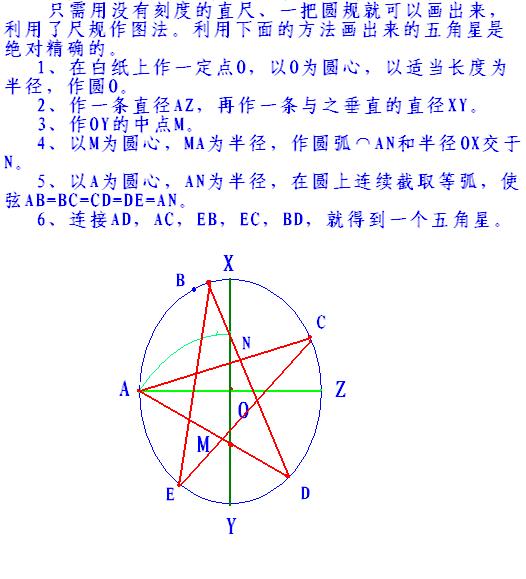 只需用没有刻度的直尺、一把圆规就可以画出来，
利用了尺规作图法。利用下面的方法画出来的五角星是
绝对精确的。
1、在白纸上作一定点O，以O为圆心，以适当长度为
半径，作圆O。
2、作一条直径AZ，再作一条与之垂直的直径XY。
3、作OY的中点M。
4、以M为圆心，MA为半径，作圆弧⌒AN和半径OX交于
N。
5、以A为圆心，AN为半径，在圆上连续截取等弧，使
弦AB=BC=CD=DE=AN。
6、连接AD，AC，EB，EC，BD，就得到一个五角星。
X
B
C
N
A
Z
O
M
E
D
Y